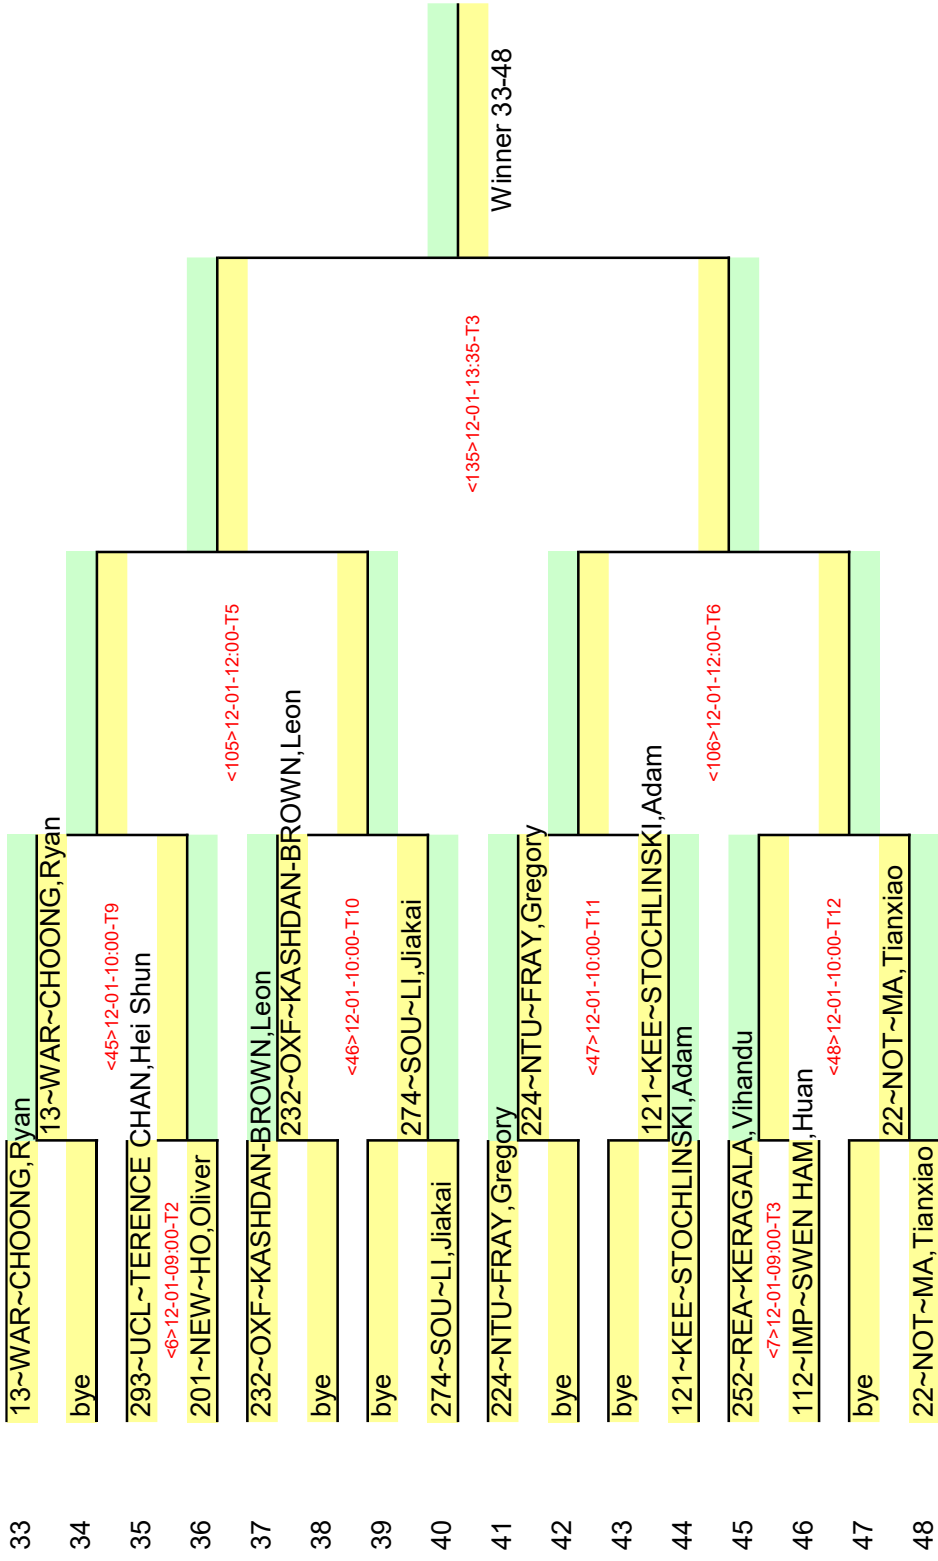 33
13~WAR~CHOONG,Ryan
13~WAR~CHOONG,Ryan
34
bye
<45>12-01-10:00-T9
35
293~UCL~TERENCE CHAN,Hei Shun
<6>12-01-09:00-T2
36
201~NEW~HO,Oliver
<105>12-01-12:00-T5
37
232~OXF~KASHDAN-BROWN,Leon
232~OXF~KASHDAN-BROWN,Leon
38
bye
<46>12-01-10:00-T10
39
bye
40
274~SOU~LI,Jiakai
274~SOU~LI,Jiakai
<135>12-01-13:35-T3
Winner 33-48
41
224~NTU~FRAY,Gregory
224~NTU~FRAY,Gregory
42
bye
<47>12-01-10:00-T11
43
bye
121~KEE~STOCHLINSKI,Adam
44
121~KEE~STOCHLINSKI,Adam
<106>12-01-12:00-T6
45
252~REA~KERAGALA,Vihandu
<7>12-01-09:00-T3
46
112~IMP~SWEN HAM,Huan
<48>12-01-10:00-T12
47
bye
22~NOT~MA,Tianxiao
48
22~NOT~MA,Tianxiao